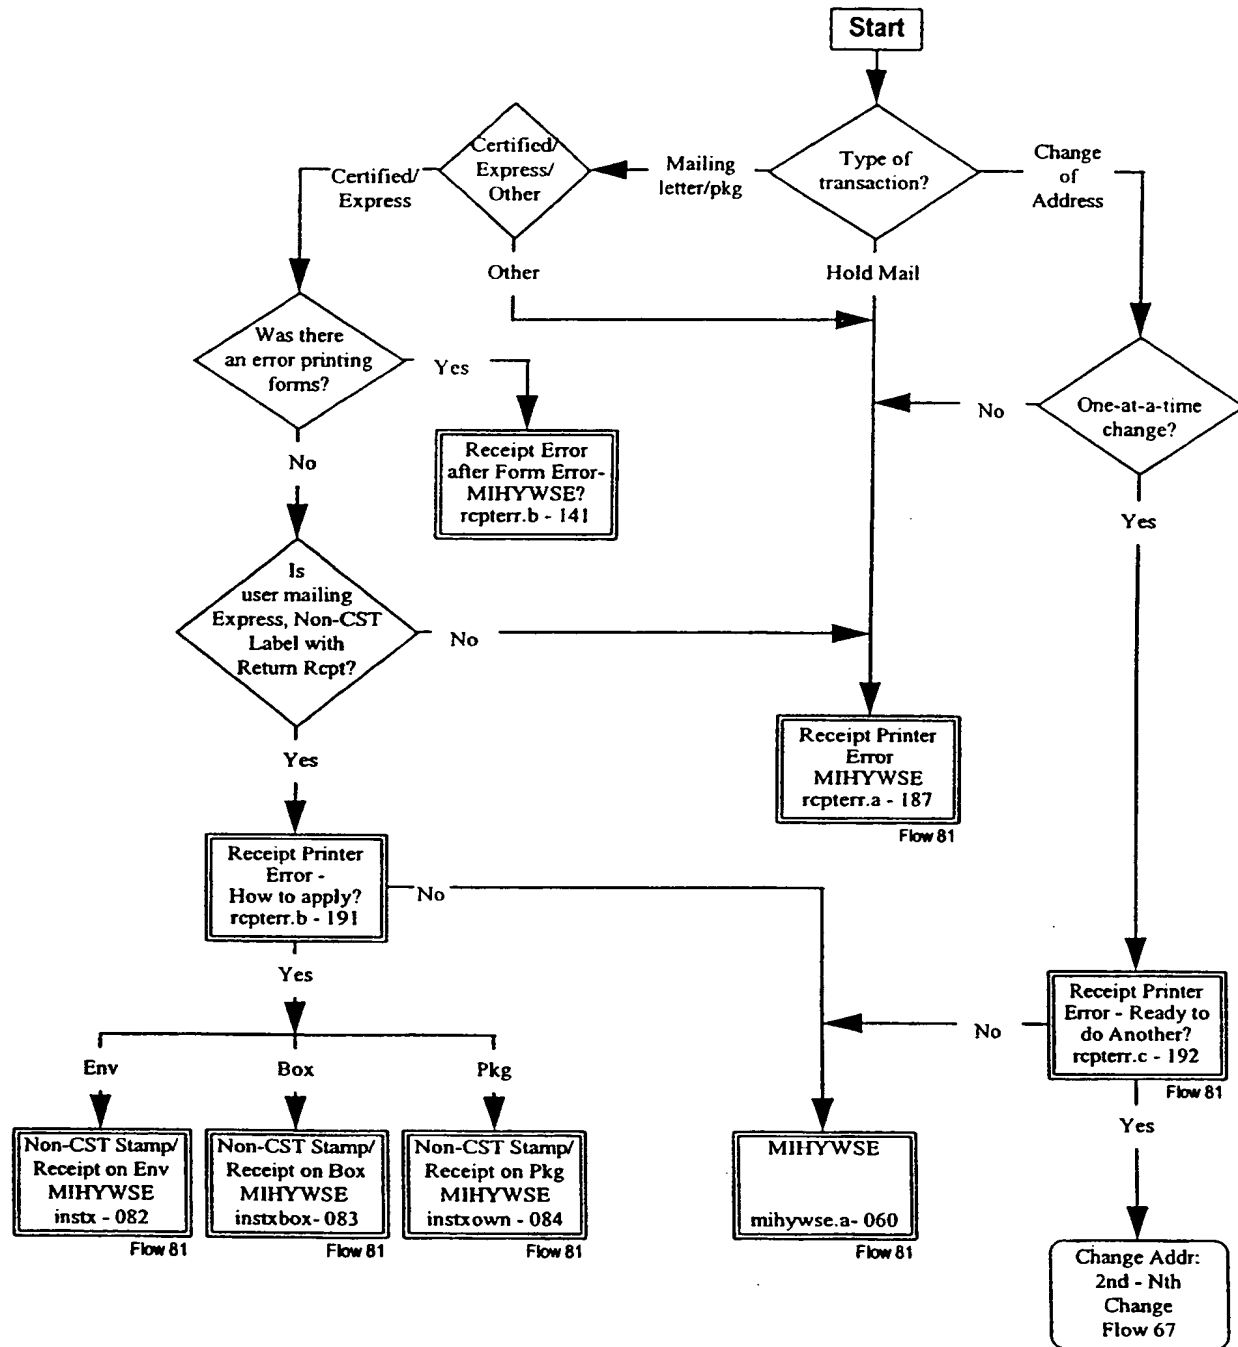 Start
Type of
transaction?
Mailing
letter/pkg
Change
of
Address
Certified/
Express/
Other
Certified/
Express
Other
Hold Mail
Was there
an error printing
forms?
Yes
No
One-at-a-time
change?
No
Yes
Receipt Error
after Form Error-
MIHYWSE?
rcpterr.b - 141
Is
user mailing
Express, Non-CST
Label with
Return Rcpt?
No
Yes
Receipt Printer
Error
MIHYWSE
rcpterr.a - 187
Flow 81
Receipt Printer
Error -
How to apply?
rcpterr.b - 191
No
Yes
Receipt Printer
Error - Ready to
do Another?
rcpterr.c - 192
Flow 81
No
Yes
Env
Box
Pkg
Non-CST Stamp/
Receipt on Env
MIHYWSE
instx - 082
Flow 81
Non-CST Stamp/
Receipt on Box
MIHYWSE
instxbox- 083
Flow 81
Non-CST Stamp/
Receipt on Pkg
MIHYWSE
instxown - 084
Flow 81
MIHYWSE
mihywse.a- 060
Flow 81
Change Addr:
2nd - Nth
Change
Flow 67